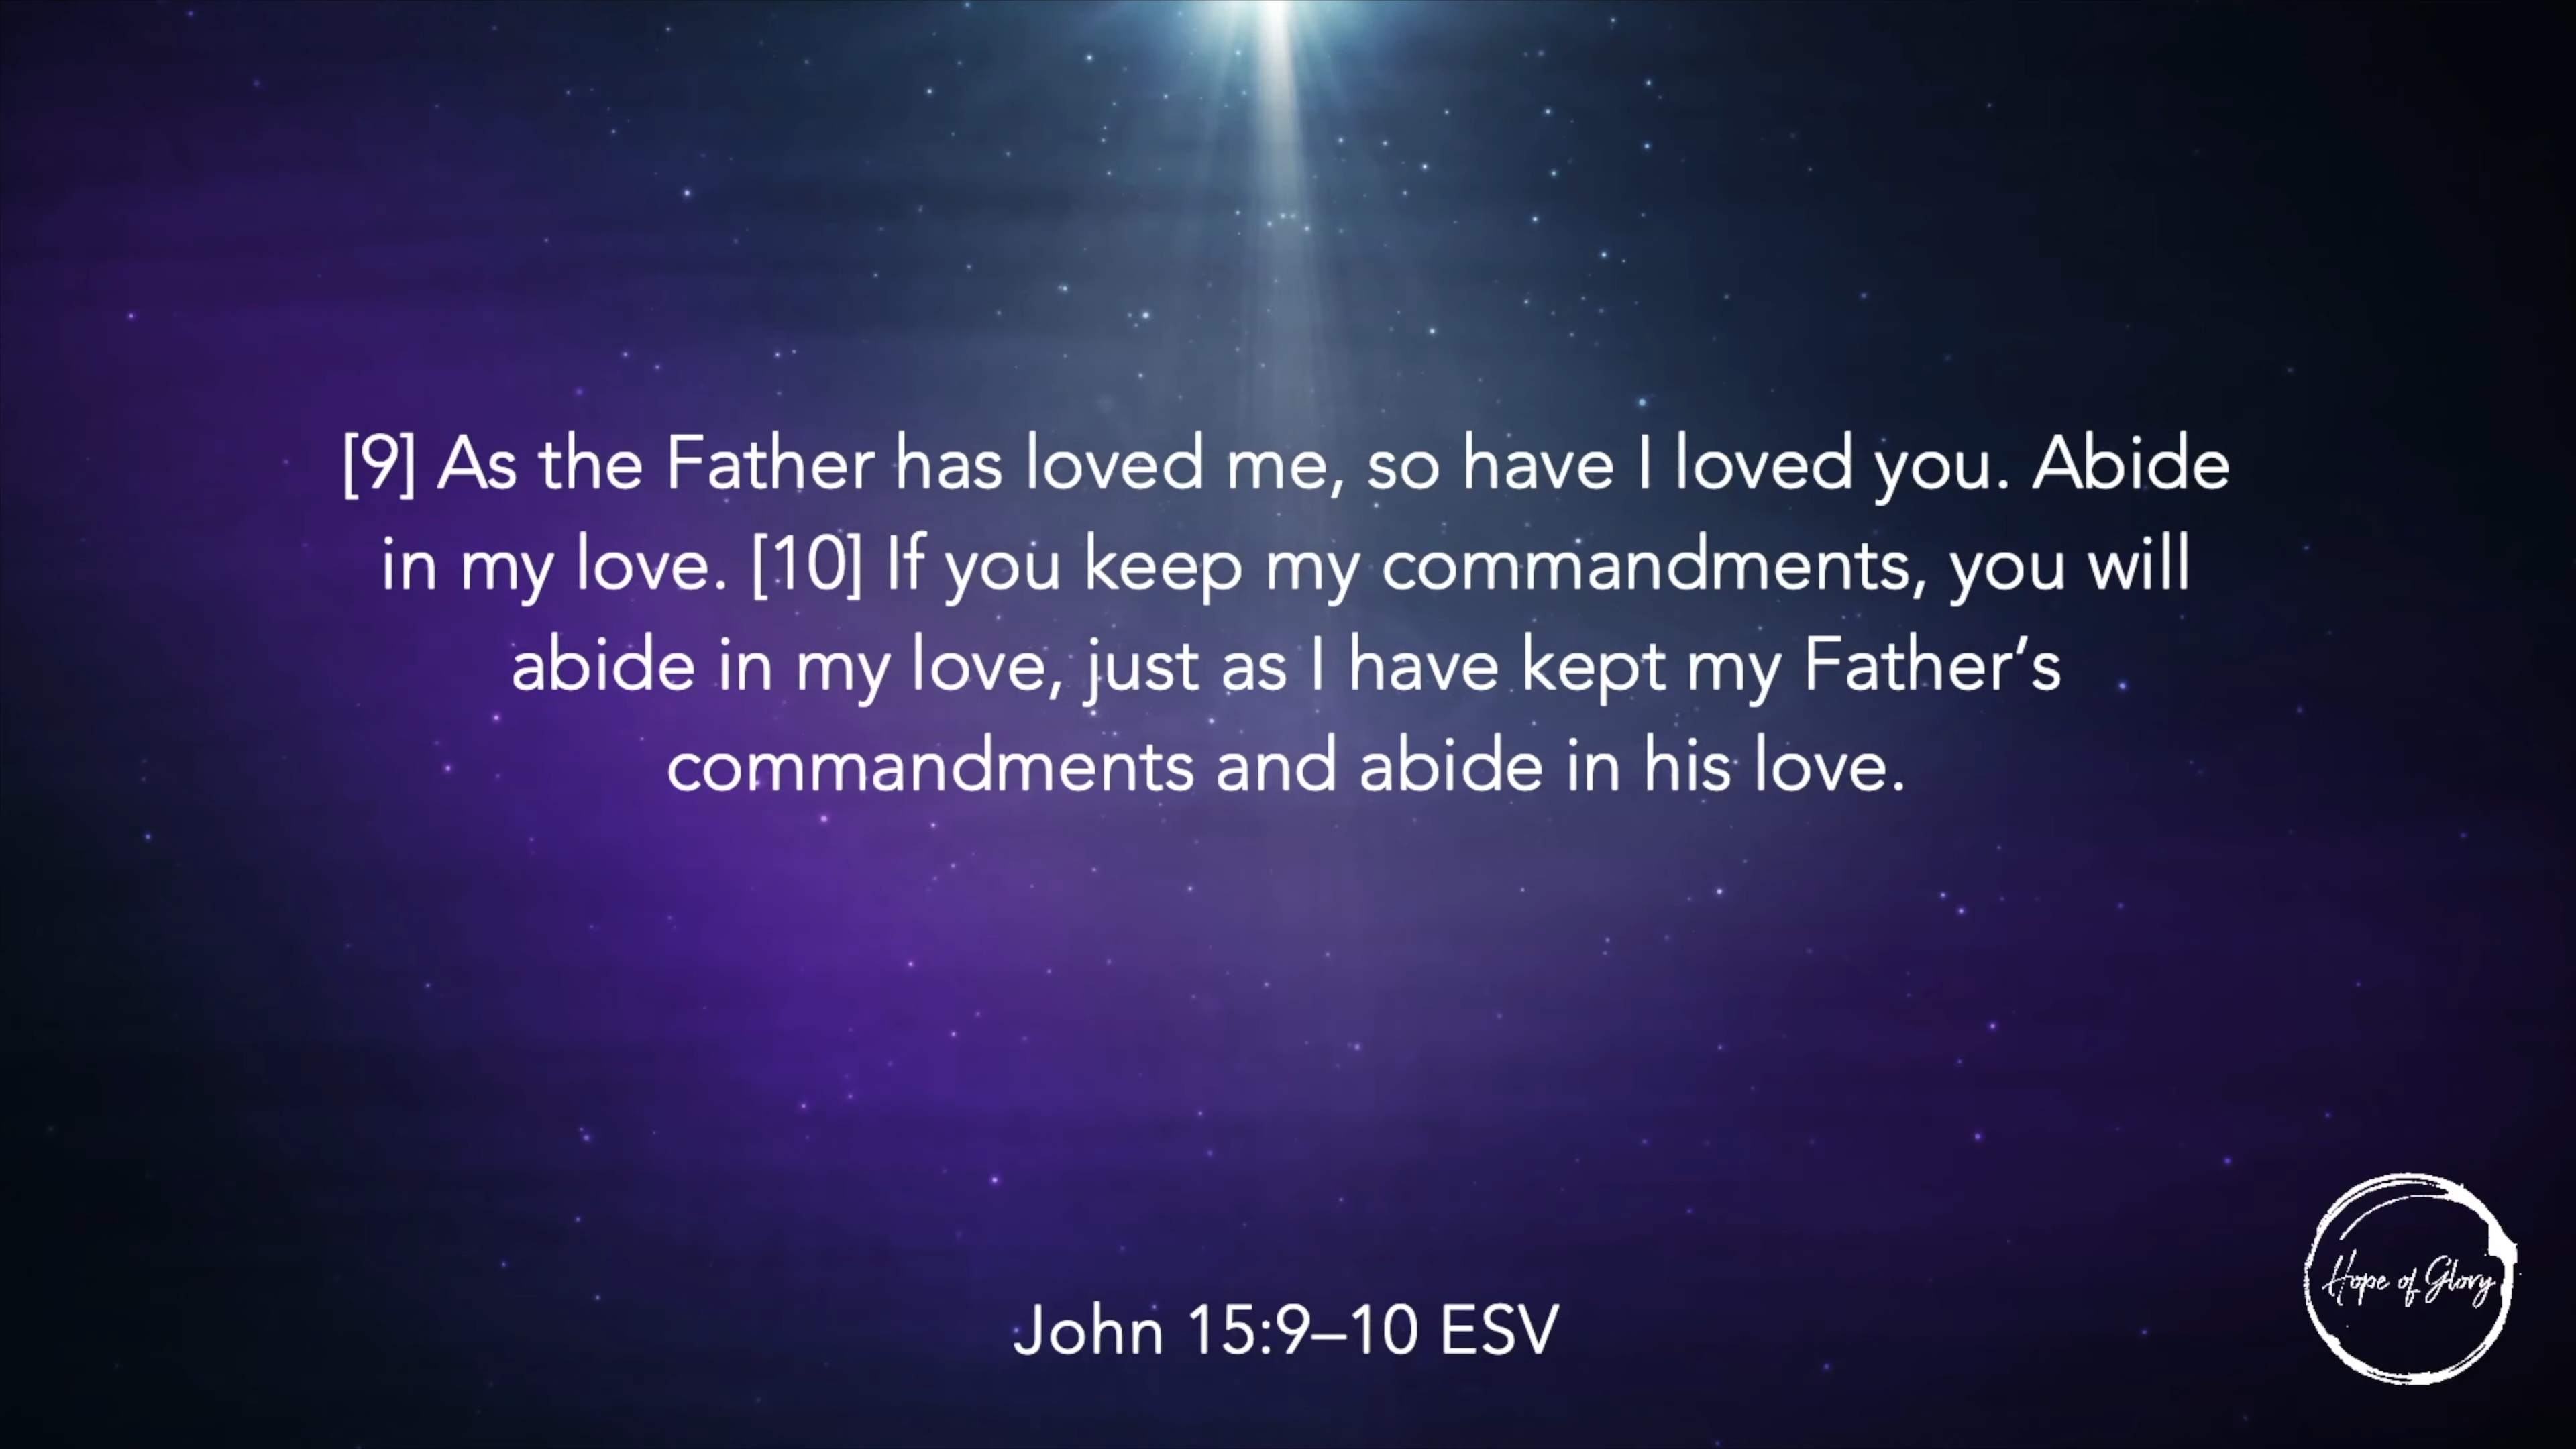 [9] As the Father has loved me, so have I loved you. Abide
in my love. [10] If you keep my commandments, you will
abide in my love, just as I have kept my Father’s
commandments and abide in his love.
John 15:9–10 ESV
Hope of Glory